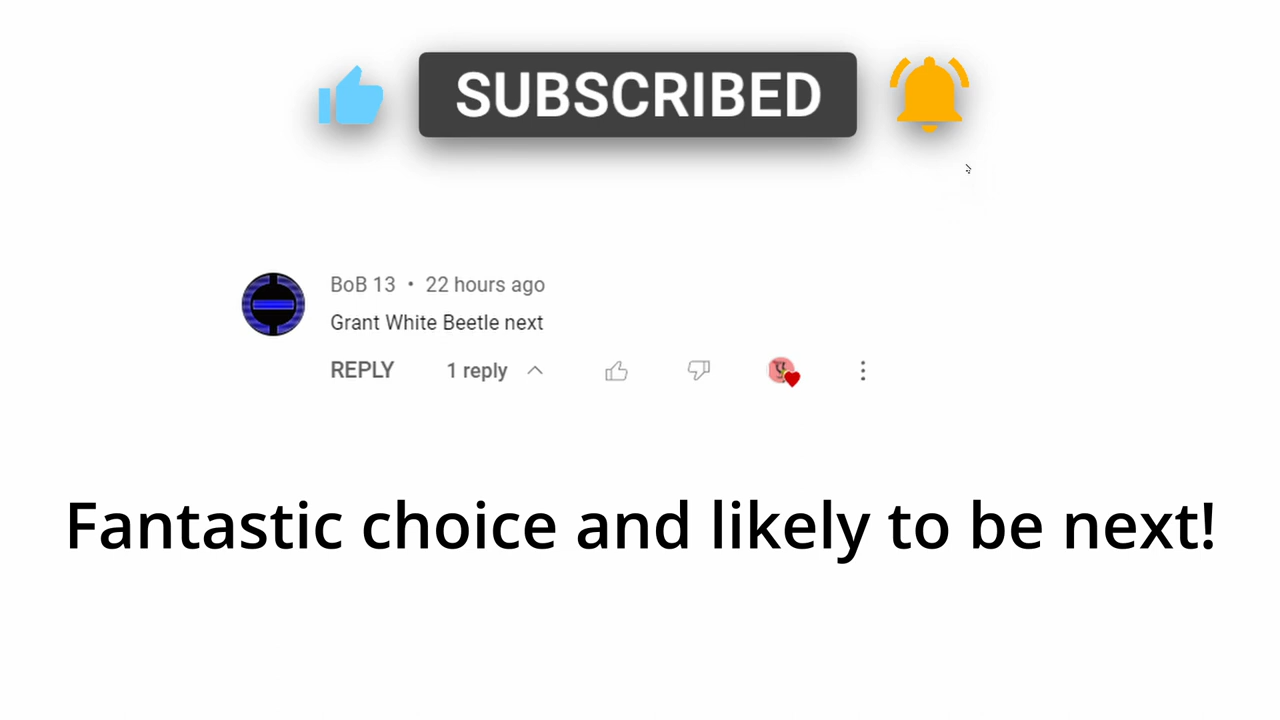 SUBSCRIBED
BoB 13 • 22 hours ago
Grant White Beetle next
REPLY 1 reply
Fantastic choice and likely to be next!